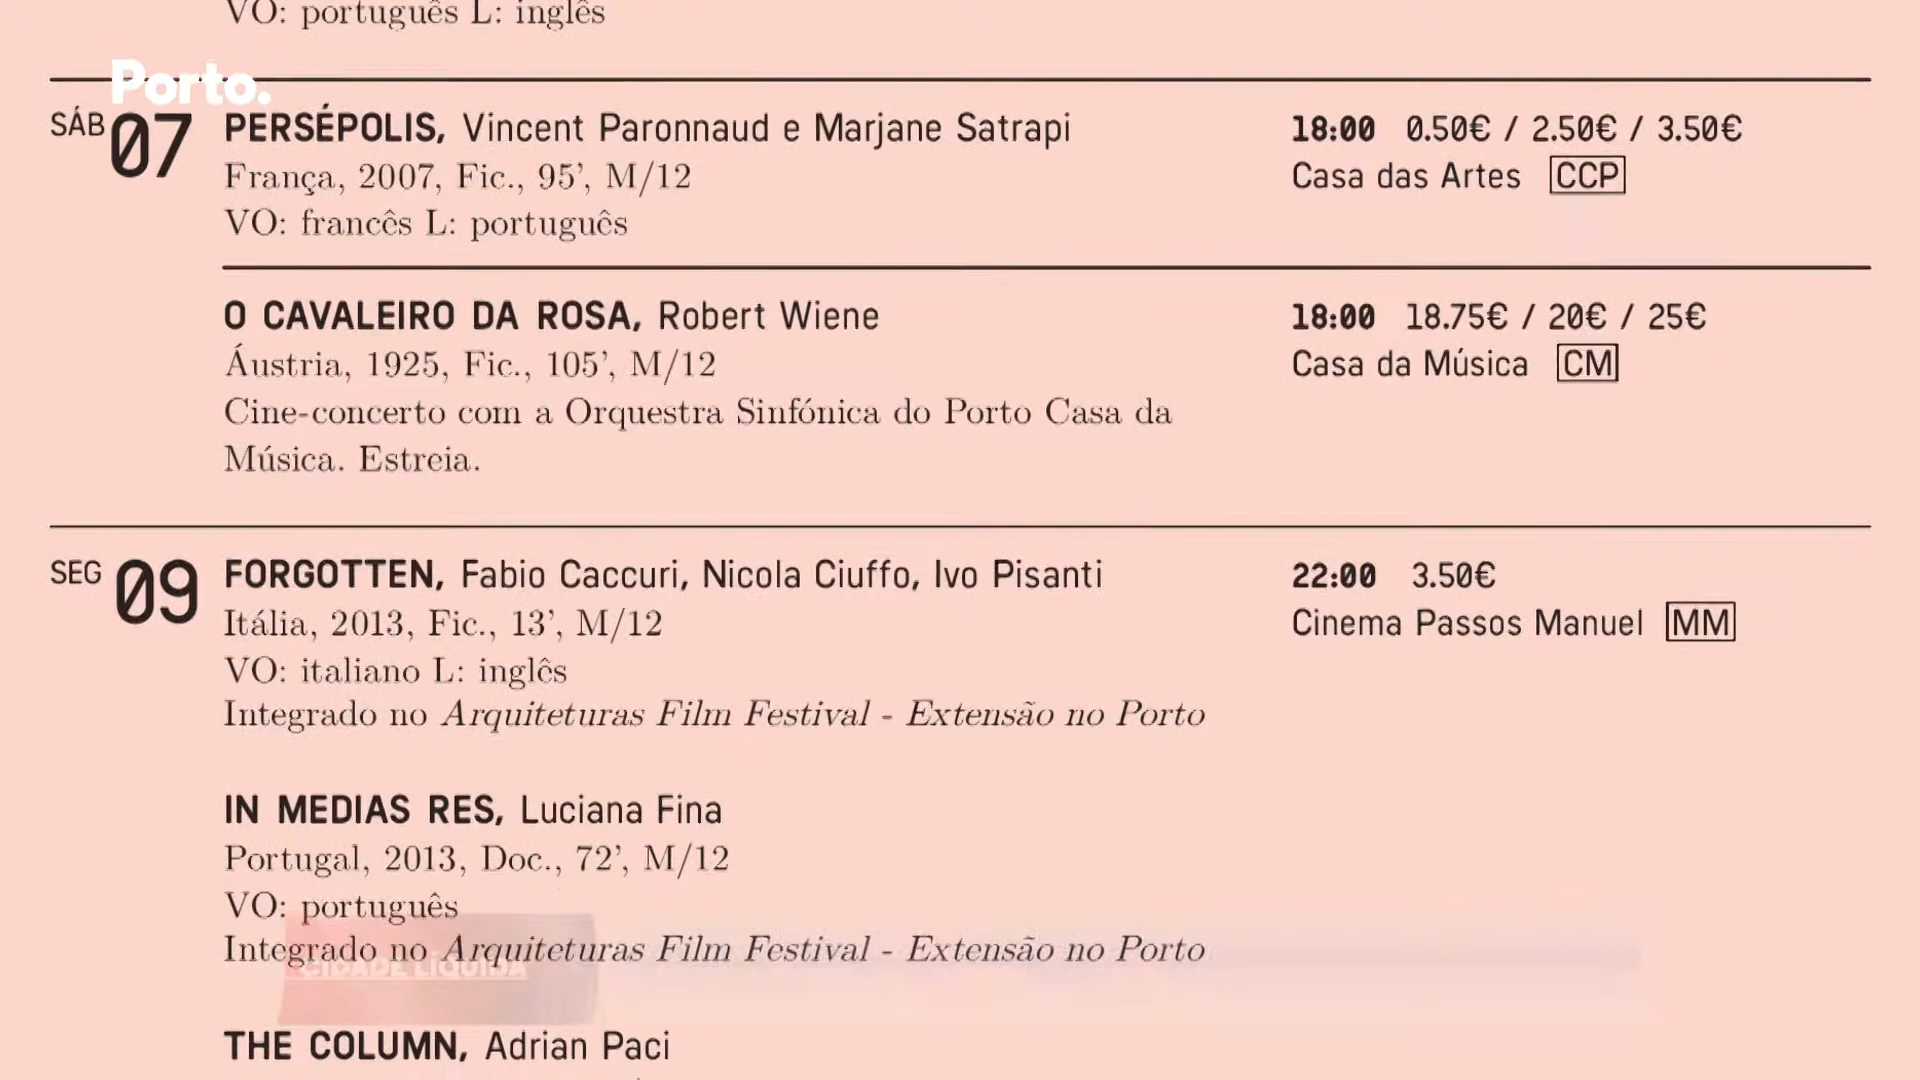 VO: português L: inglês
Porto.
SÁB 07
PERSÉPOLIS, Vincent Paronnaud e Marjane Satrapi
França, 2007, Fic., 95’, M/12
VO: francês L: português
18:00 0.50€ / 2.50€ / 3.50€
Casa das Artes CCP
O CAVALEIRO DA ROSA, Robert Wiene
Áustria, 1925, Fic., 105’, M/12
Cine-concerto com a Orquestra Sinfónica do Porto Casa da
Música. Estreia.
18:00 18.75€ / 20€ / 25€
Casa da Música CM
SEG 09
FORGOTTEN, Fabio Caccuri, Nicola Ciuffo, Ivo Pisanti
Itália, 2013, Fic., 13’, M/12
VO: italiano L: inglês
Integrado no Arquiteturas Film Festival - Extensão no Porto
22:00 3.50€
Cinema Passos Manuel MM
IN MEDIAS RES, Luciana Fina
Portugal, 2013, Doc., 72’, M/12
VO: português
Integrado no Arquiteturas Film Festival - Extensão no Porto
CIDADE LÍQUIDA
THE COLUMN, Adrian Paci